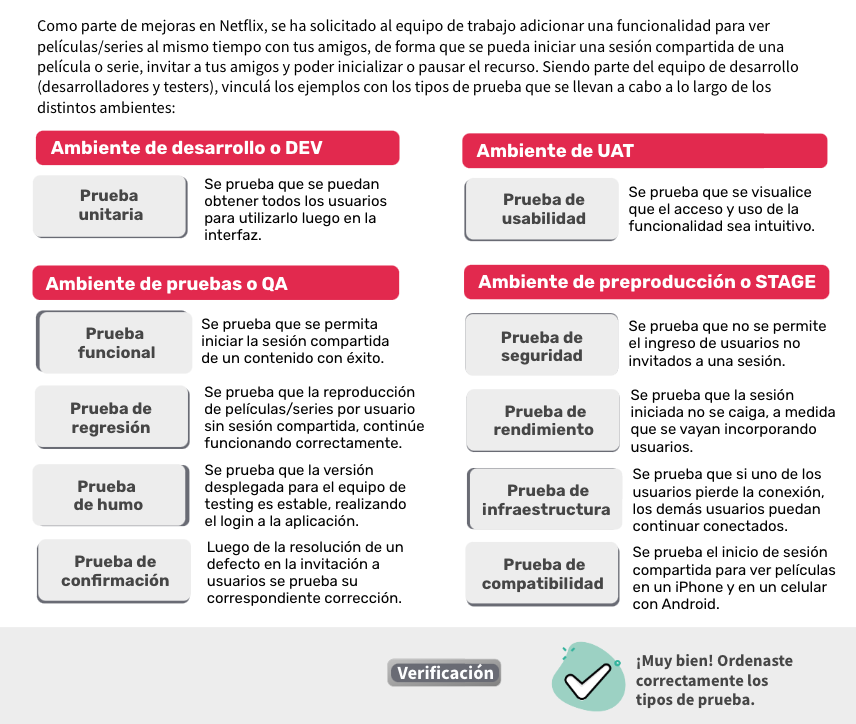 Como parte de mejoras en Netflix, se ha solicitado al equipo de trabajo adicionar una funcionalidad para ver
películas/series al mismo tiempo con tus amigos, de forma que se pueda iniciar una sesión compartida de una
película o serie, invitar a tus amigos y poder inicializar o pausar el recurso. Siendo parte del equipo de desarrollo
(desarrolladores y testers), vinculá los ejemplos con los tipos de prueba que se llevan a cabo a lo largo de los
distintos ambientes:
Ambiente de desarrollo o DEV
Prueba
unitaria
Se prueba que se puedan
obtener todos los usuarios
para utilizarlo luego en la
interfaz.
Ambiente de pruebas o QA
Prueba
funcional
Se prueba que se permita
iniciar la sesión compartida
de un contenido con éxito.
Prueba de
regresión
Se prueba que la reproducción
de películas/series por usuario
sin sesión compartida, continúe
funcionando correctamente.
Prueba
de humo
Se prueba que la versión
desplegada para el equipo de
testing es estable, realizando
el login a la aplicación.
Prueba de
confirmación
Luego de la resolución de un
defecto en la invitación a
usuarios se prueba su
correspondiente corrección.
Ambiente de UAT
Prueba de
usabilidad
Se prueba que se visualice
que el acceso y uso de la
funcionalidad sea intuitivo.
Ambiente de preproducción o STAGE
Prueba de
seguridad
Se prueba que no se permite
el ingreso de usuarios no
invitados a una sesión.
Prueba de
rendimiento
Se prueba que la sesión
iniciada no se caiga, a medida
que se vayan incorporando
usuarios.
Prueba de
infraestructura
Se prueba que si uno de los
usuarios pierde la conexión,
los demás usuarios puedan
continuar conectados.
Prueba de
compatibilidad
Se prueba el inicio de sesión
compartida para ver películas
en un iPhone y en un celular
con Android.
Verificación
¡Muy bien! Ordenaste
correctamente los
tipos de prueba.